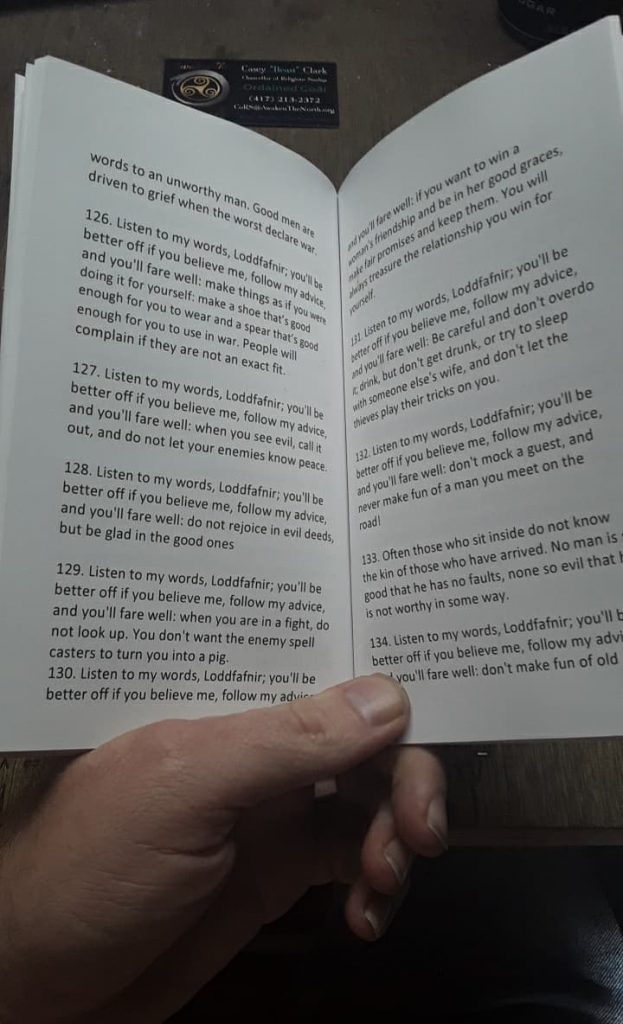 UGAR
Casey "Bean" Clark
Chancellor of Religious Studies
Ordained Goði
(417) 213-2372
CoRS@AwakenTheNorth.org
words to an unworthy man. Good men are
driven to grief when the worst declare war.
126. Listen to my words, Loddfafnir; you'll be
better off if you believe me, follow my advice,
and you'll fare well: make things as if you were
doing it for yourself: make a shoe that's good
enough for you to wear and a spear that's good
enough for you to use in war. People will
complain if they are not an exact fit.
127. Listen to my words, Loddfafnir; you'll be
better off if you believe me, follow my advice,
and you'll fare well: when you see evil, call it
out, and do not let your enemies know peace.
128. Listen to my words, Loddfafnir; you'll be
better off if you believe me, follow my advice,
and you'll fare well: do not rejoice in evil deeds,
but be glad in the good ones
129. Listen to my words, Loddfafnir; you'll be
better off if you believe me, follow my advice,
and you'll fare well: when you are in a fight, do
not look up. You don't want the enemy spell
casters to turn you into a pig.
130. Listen to my words, Loddfafnir; you'll be
better off if you believe me, follow my advice,
and you'll fare well: if you want to win a
woman's friendship and be in her good graces,
make fair promises and keep them. You will
always treasure the relationship you win for
yourself.
131. Listen to my words, Loddfafnir; you'll be
better off if you believe me, follow my advice,
and you'll fare well: Be careful and don't overdo
it; drink, but don't get drunk, or try to sleep
with someone else's wife, and don't let the
thieves play their tricks on you.
132. Listen to my words, Loddfafnir; you'll be
better off if you believe me, follow my advice,
and you'll fare well: don't mock a guest, and
never make fun of a man you meet on the
road!
133. Often those who sit inside do not know
the kin of those who have arrived. No man is
good that he has no faults, none so evil that h
is not worthy in some way.
134. Listen to my words, Loddfafnir; you'll b
better off if you believe me, follow my advi
you'll fare well: don't make fun of old